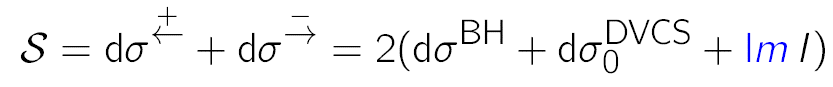 𝒮 = dσ^{+←} + dσ^{−→} = 2(dσ^{BH} + dσ_0^{DVCS} + Im I)